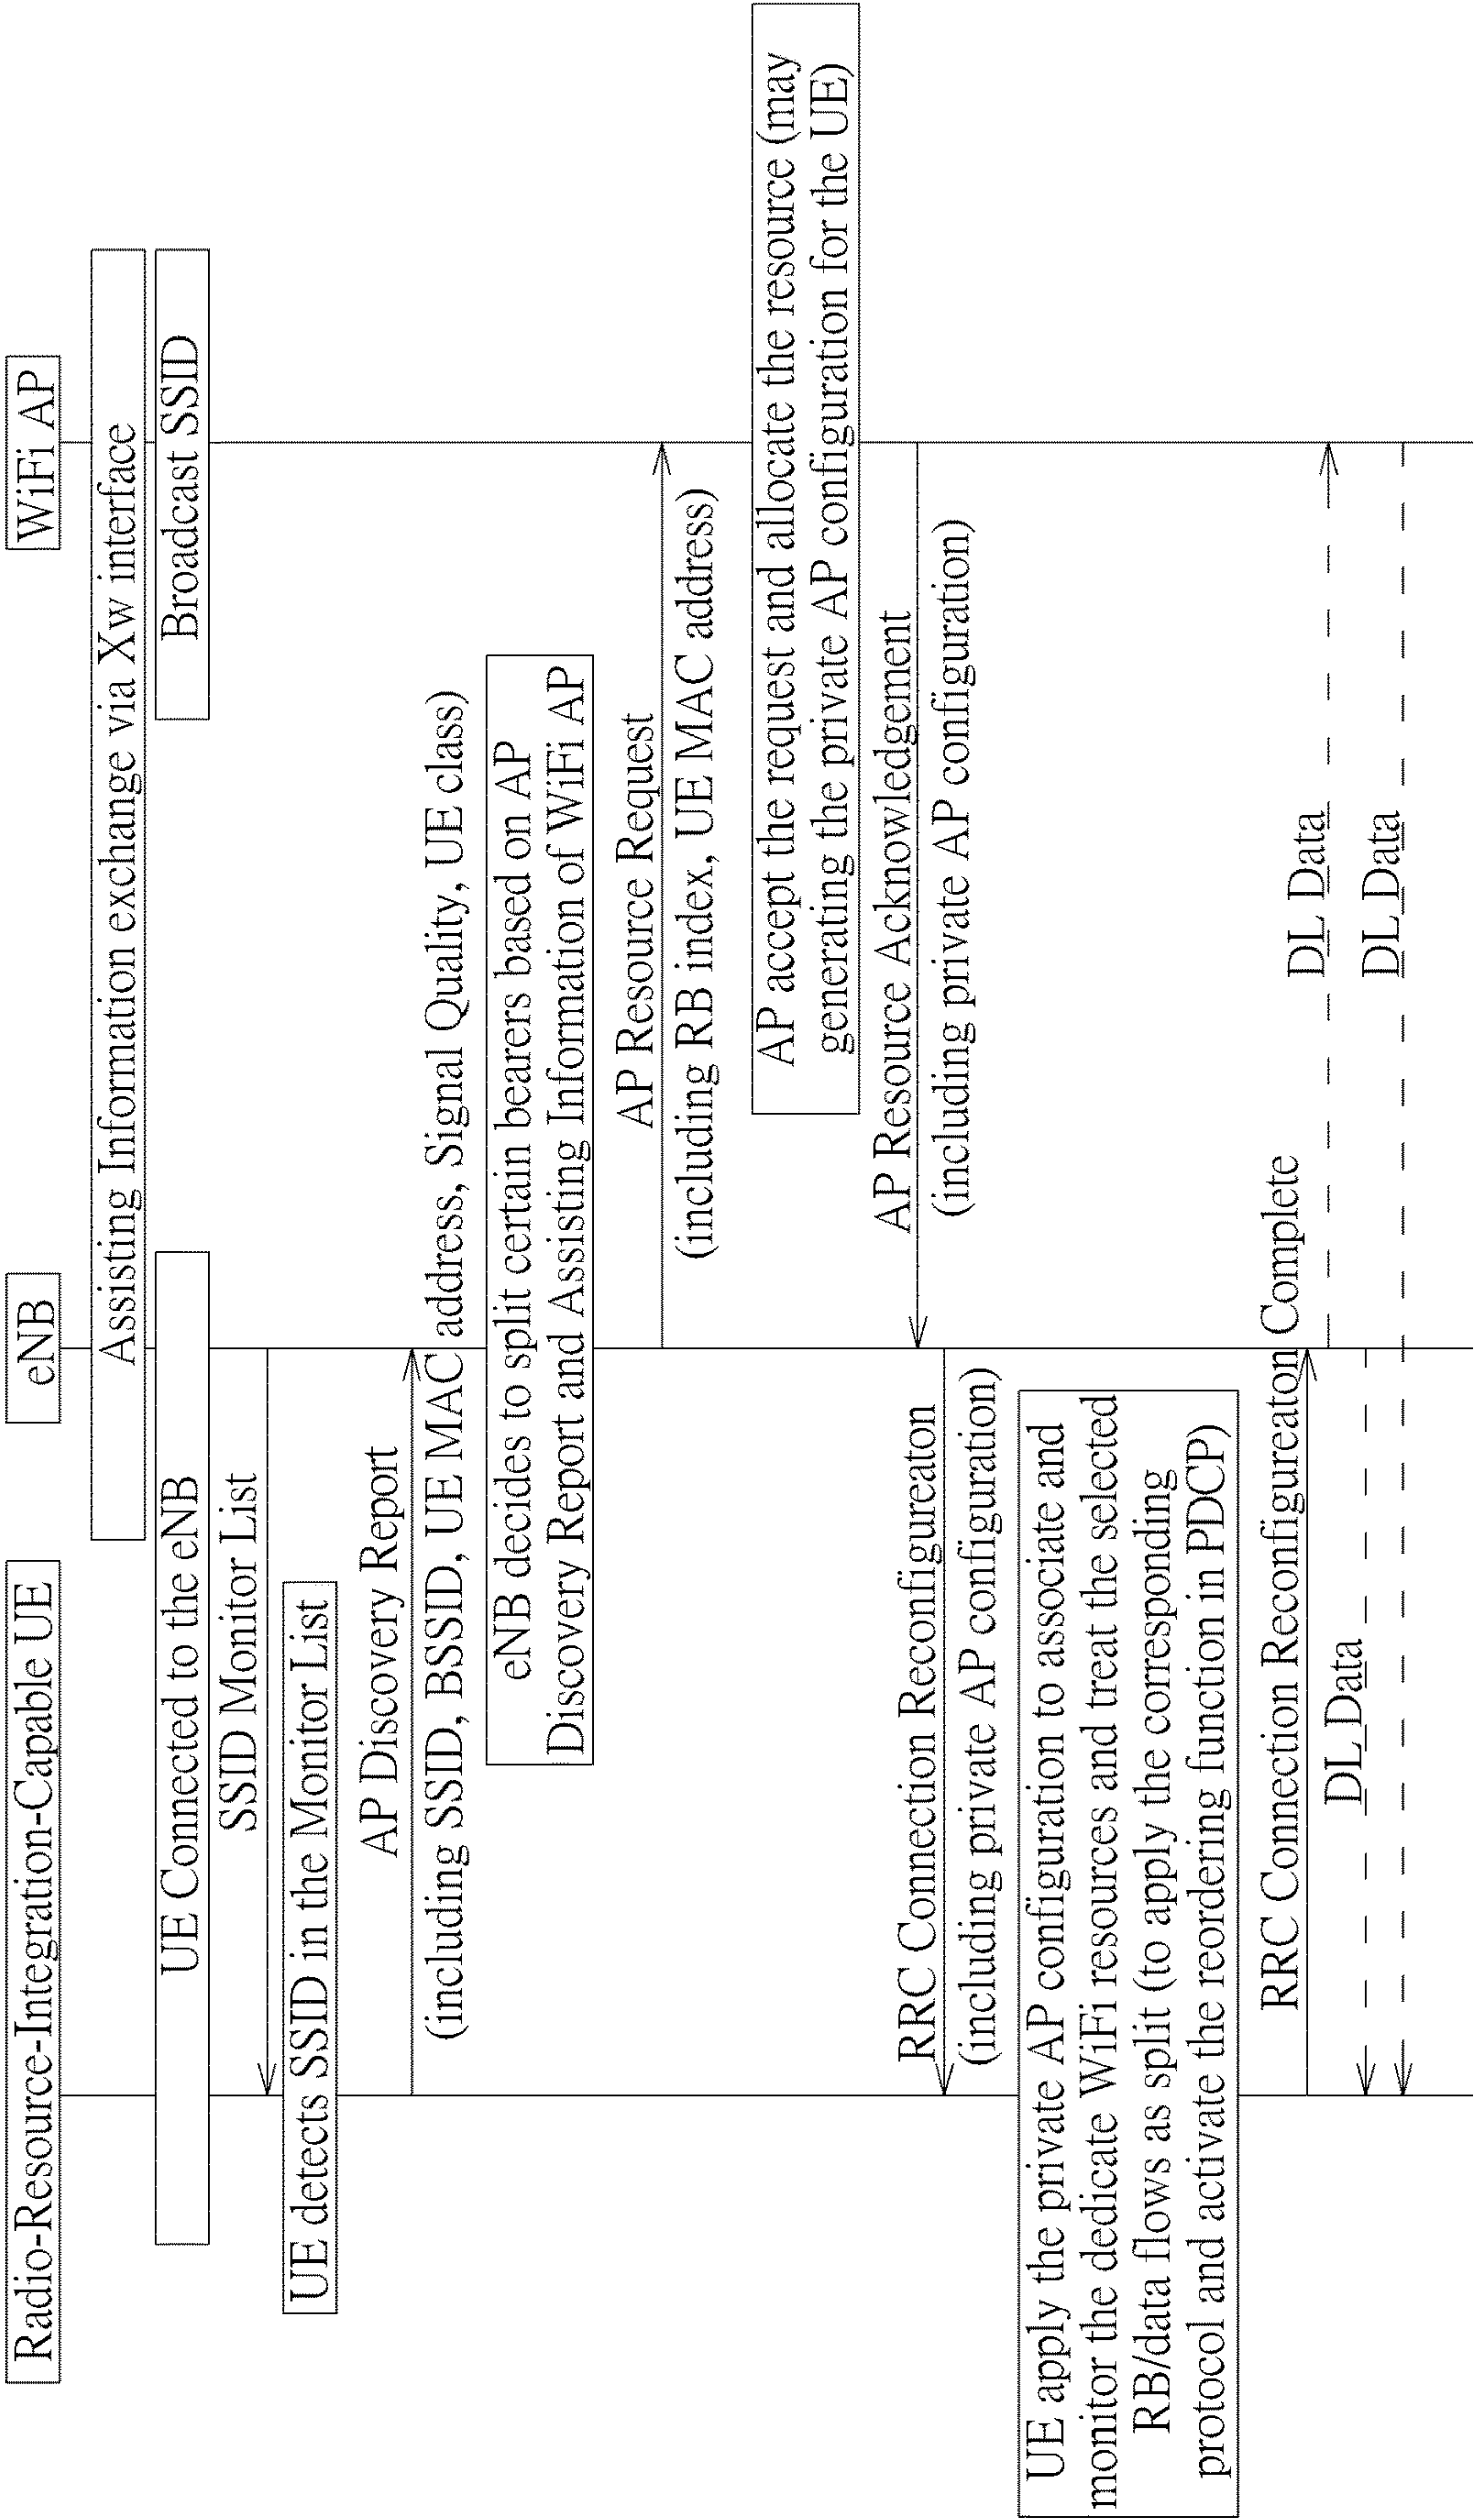 Radio-Resource-Integration-Capable UE
eNB
WiFi AP
Assisting Information exchange via Xw interface
UE Connected to the eNB
Broadcast SSID
SSID Monitor List
UE detects SSID in the Monitor List
AP Discovery Report
(including SSID, BSSID, UE MAC address, Signal Quality, UE class)
eNB decides to split certain bearers based on AP
Discovery Report and Assisting Information of WiFi AP
AP Resource Request
(including RB index, UE MAC address)
AP accept the request and allocate the resource (may
generating the private AP configuration for the UE)
AP Resource Acknowledgement
(including private AP configuration)
RRC Connection Reconfigureaton
(including private AP configuration)
UE apply the private AP configuration to associate and
monitor the dedicate WiFi resources and treat the selected
RB/data flows as split (to apply the corresponding
protocol and activate the reordering function in PDCP)
RRC Connection Reconfigureaton Complete
DL Data
DL Data
DL Data